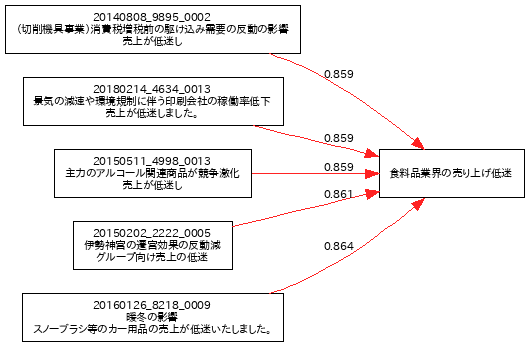 20140808_9895_0002
(切削機具事業)消費税増税前の駆け込み需要の反動の影響
売上が低迷し
0.859
20180214_4634_0013
景気の減速や環境規制に伴う印刷会社の稼働率低下
売上が低迷しました。
0.859
20150511_4998_0013
主力のアルコール関連商品が競争激化
売上が低迷し
0.859
食料品業界の売り上げ低迷
0.861
20150202_2222_0005
伊勢神宮の遷宮効果の反動減
グループ向け売上の低迷
0.864
20160126_8218_0009
暖冬の影響
スノーブラシ等のカー用品の売上が低迷いたしました。